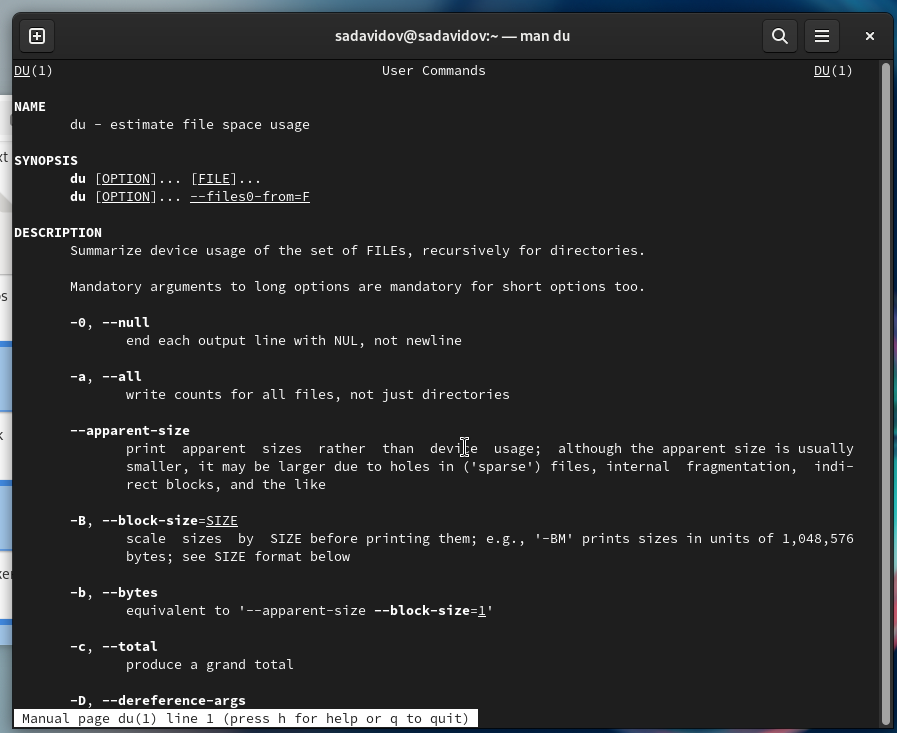 sadavidov@sadavidov:~ — man du
DU(1) User Commands DU(1)
NAME
du - estimate file space usage
SYNOPSIS
du [OPTION]... [FILE]...
du [OPTION]... --files0-from=F
DESCRIPTION
Summarize device usage of the set of FILEs, recursively for directories.
Mandatory arguments to long options are mandatory for short options too.
-0, --null
end each output line with NUL, not newline
-a, --all
write counts for all files, not just directories
--apparent-size
print apparent sizes rather than device usage; although the apparent size is usually
smaller, it may be larger due to holes in ('sparse') files, internal fragmentation, indi-
rect blocks, and the like
-B, --block-size=SIZE
scale sizes by SIZE before printing them; e.g., '-BM' prints sizes in units of 1,048,576
bytes; see SIZE format below
-b, --bytes
equivalent to '--apparent-size --block-size=1'
-c, --total
produce a grand total
-D, --dereference-args
Manual page du(1) line 1 (press h for help or q to quit)